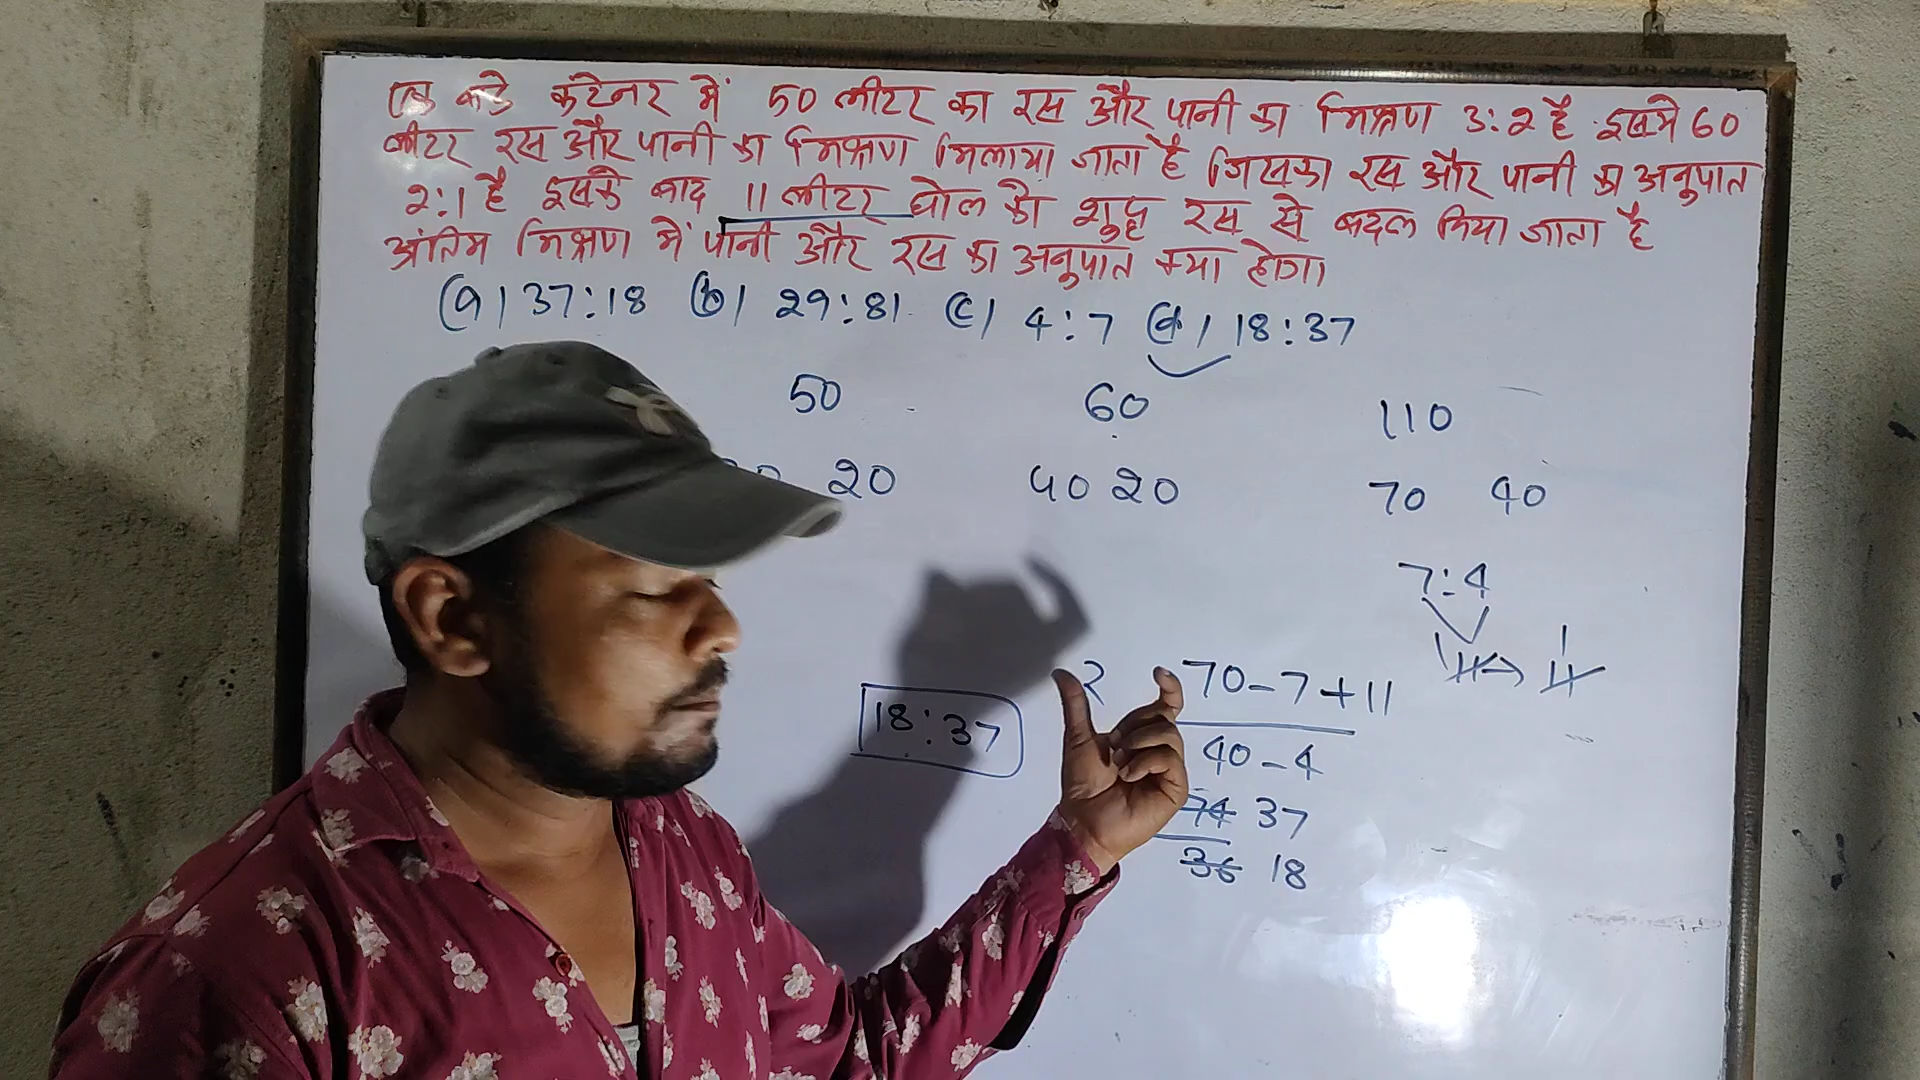 एक बडे कंटेनर में 50 लीटर का रस और पानी का मिश्रण 3:2 है इसमे 60
लीटर रस और पानी का मिश्रण मिलाया जाता है जिसका रस और पानी का अनुपात
2:1 है इसके बाद 11 लीटर घोल को शुद्ध रस से बदल दिया जाता है
अंतिम मिश्रण में पानी और रस का अनुपात क्या होगा
(a) 37:18 (b) 29:81 (c) 4:7 (d) 18:37
50 60 110
20 40 20 70 40
7:4
11 → 11
70-7+11
18:37
40-4
74 37
36 18